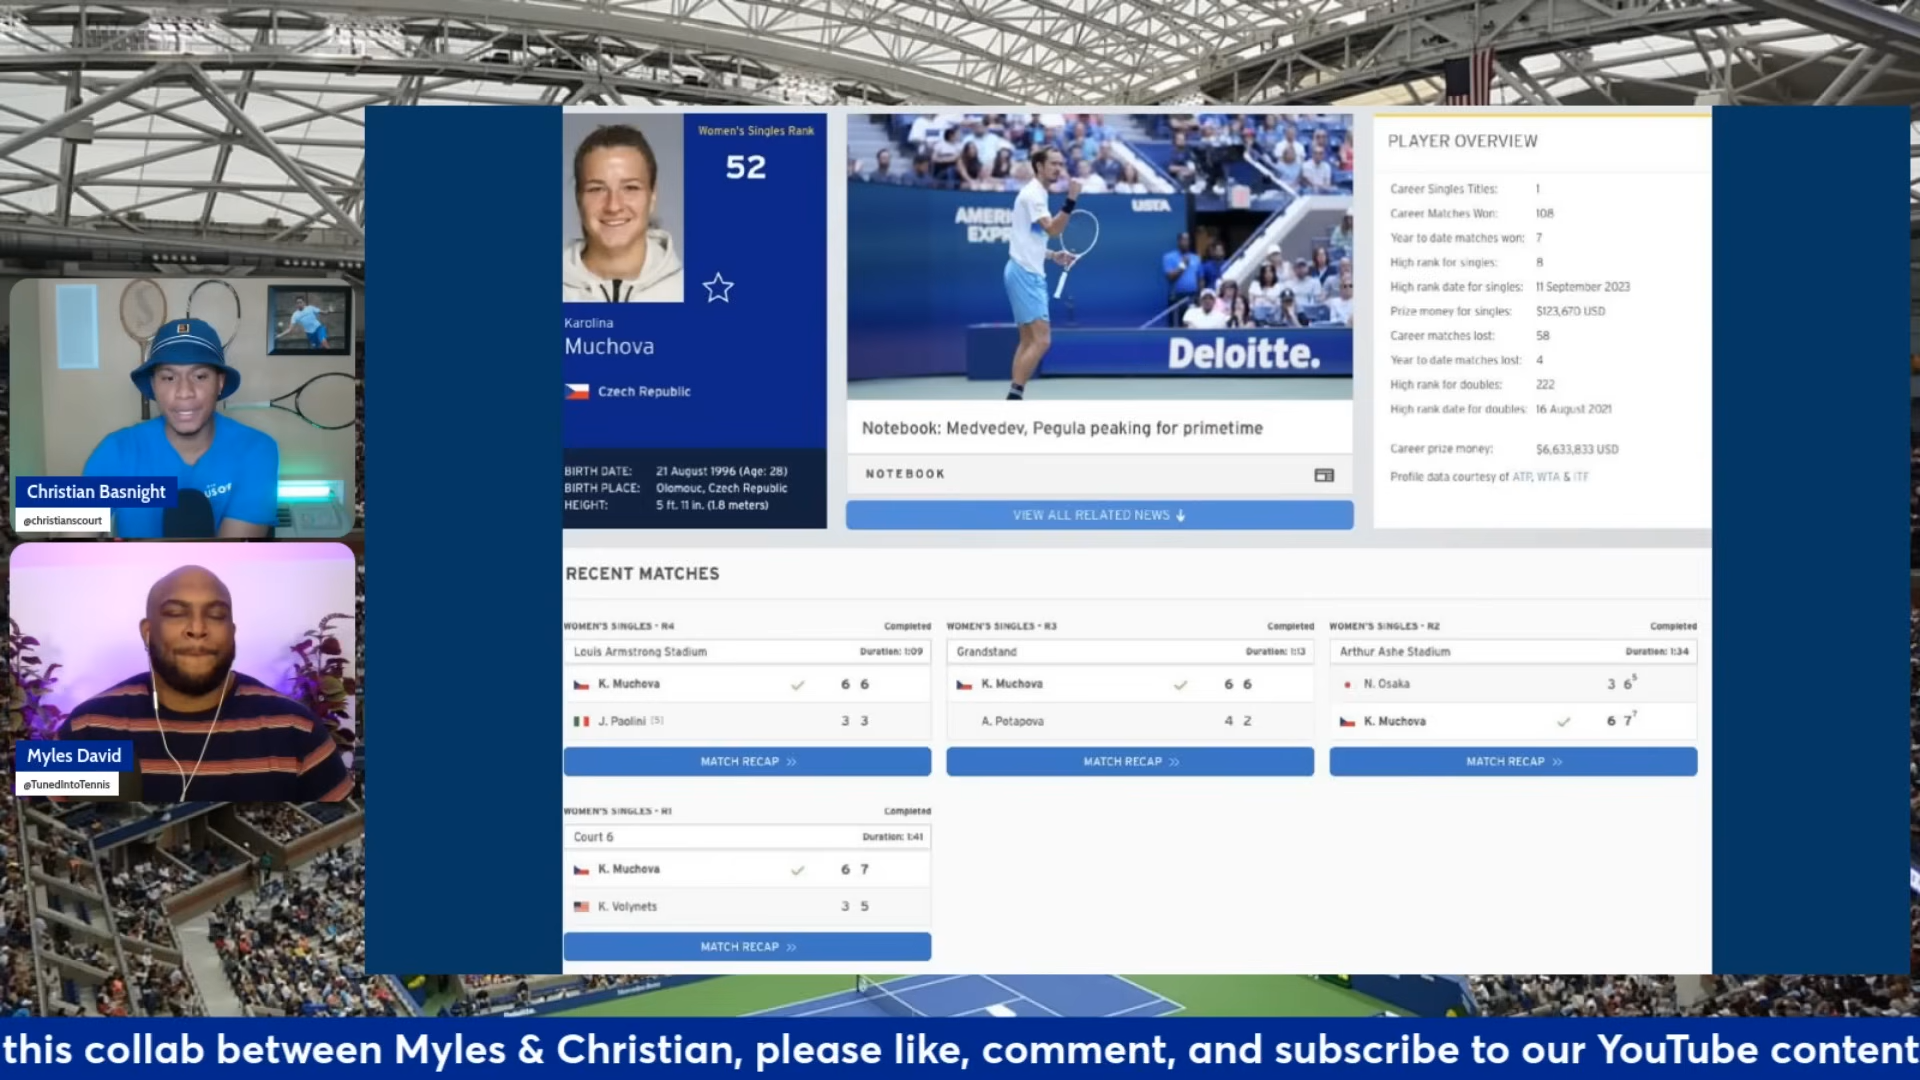 Women's Singles Rank
52
Karolina
Muchova
Czech Republic
BIRTH DATE: 21 August 1996 (Age: 28)
BIRTH PLACE: Olomouc, Czech Republic
HEIGHT: 5 ft. 11 in. (1.8 meters)
AMERI
EXP
USTA
Deloitte.
Notebook: Medvedev, Pegula peaking for primetime
NOTEBOOK
VIEW ALL RELATED NEWS
PLAYER OVERVIEW
Career Singles Titles: 1
Career Matches Won: 108
Year to date matches won: 7
High rank for singles: 8
High rank date for singles: 11 September 2023
Prize money for singles: $123,670 USD
Career matches lost: 58
Year to date matches lost: 4
High rank for doubles: 222
High rank date for doubles: 16 August 2021
Career prize money: $6,633,833 USD
Profile data courtesy of ATP, WTA & ITF
Christian Basnight
@christianscourt
Myles David
@TunedIntoTennis
RECENT MATCHES
WOMEN'S SINGLES - R4 Completed
Louis Armstrong Stadium Duration: 1:09
K. Muchova 6 6
J. Paolini [5] 3 3
MATCH RECAP »
WOMEN'S SINGLES - R3 Completed
Grandstand Duration: 1:13
K. Muchova 6 6
A. Potapova 4 2
MATCH RECAP »
WOMEN'S SINGLES - R2 Completed
Arthur Ashe Stadium Duration: 1:34
N. Osaka 3 6⁵
K. Muchova 6 7⁷
MATCH RECAP »
WOMEN'S SINGLES - R1 Completed
Court 6 Duration: 1:41
K. Muchova 6 7
K. Volynets 3 5
MATCH RECAP »
this collab between Myles & Christian, please like, comment, and subscribe to our YouTube content